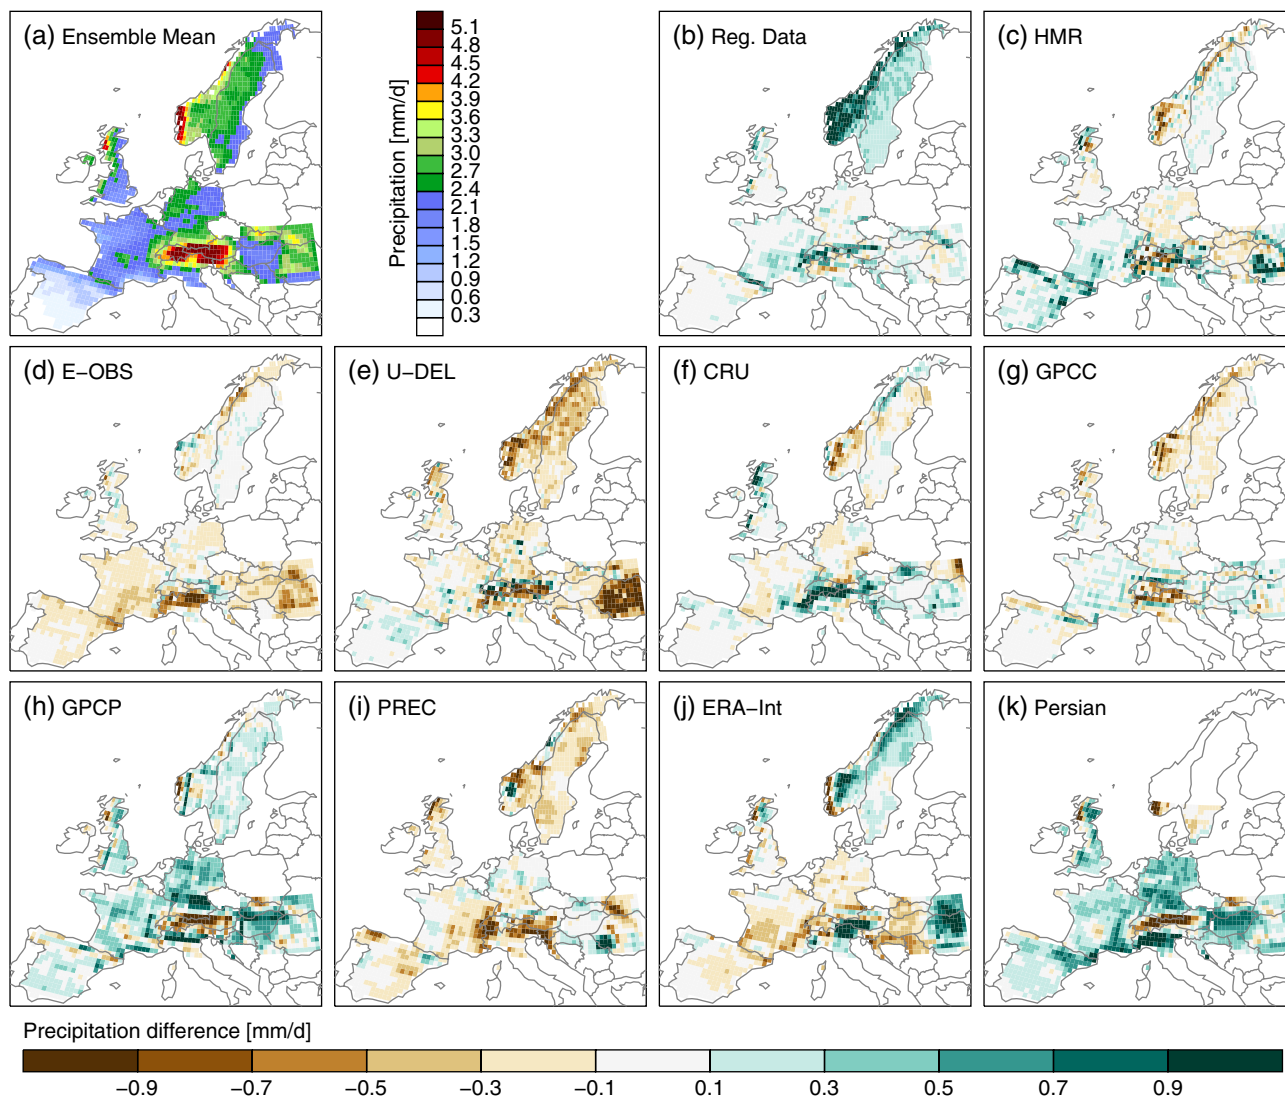 (a) Ensemble Mean
Precipitation [mm/d]
5.1
4.8
4.5
4.2
3.9
3.6
3.3
3.0
2.7
2.4
2.1
1.8
1.5
1.2
0.9
0.6
0.3
(b) Reg. Data
(c) HMR
(d) E−OBS
(e) U−DEL
(f) CRU
(g) GPCC
(h) GPCP
(i) PREC
(j) ERA−Int
(k) Persian
Precipitation difference [mm/d]
−0.9 −0.7 −0.5 −0.3 −0.1 0.1 0.3 0.5 0.7 0.9